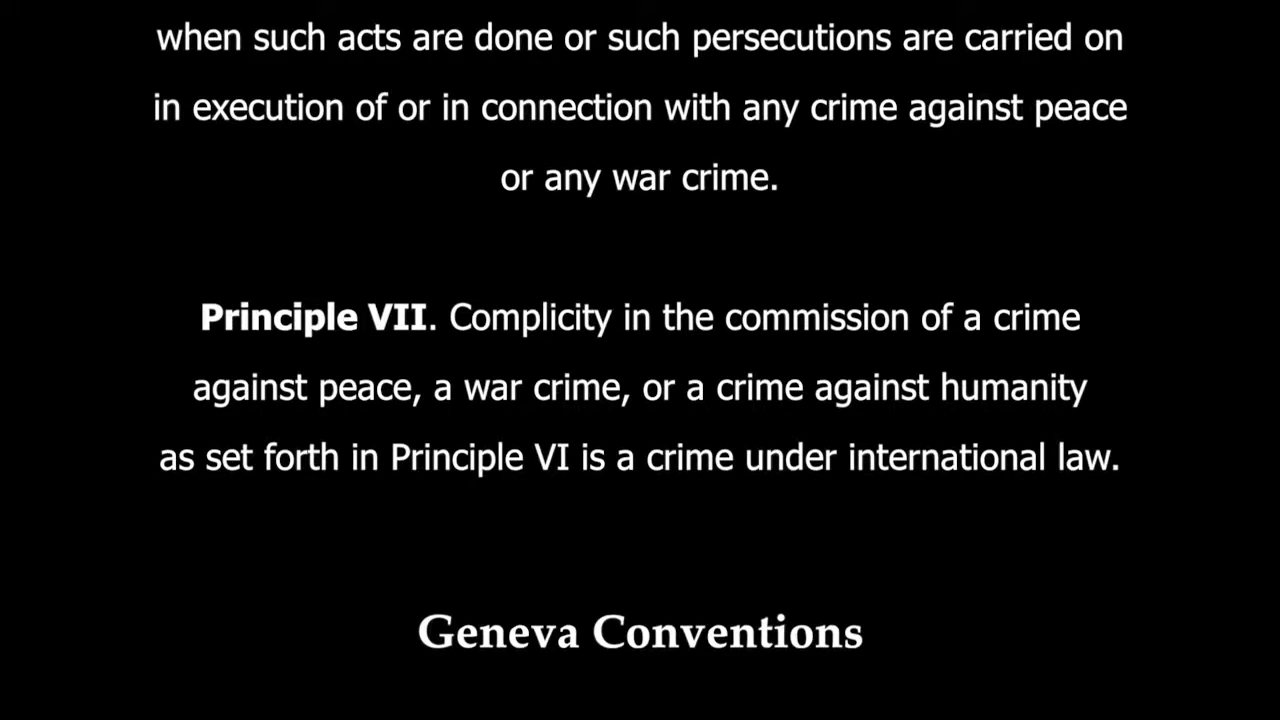 when such acts are done or such persecutions are carried on
in execution of or in connection with any crime against peace
or any war crime.
Principle VII. Complicity in the commission of a crime
against peace, a war crime, or a crime against humanity
as set forth in Principle VI is a crime under international law.
Geneva Conventions